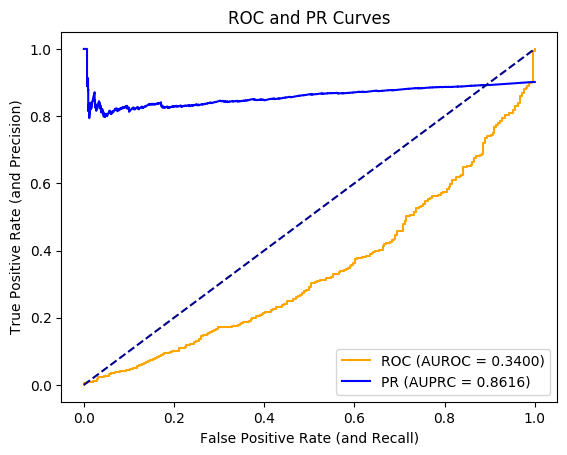 ROC and PR Curves
True Positive Rate (and Precision)
1.0
0.8
0.6
0.4
0.2
0.0
ROC (AUROC = 0.3400)
PR (AUPRC = 0.8616)
0.0 0.2 0.4 0.6 0.8 1.0
False Positive Rate (and Recall)